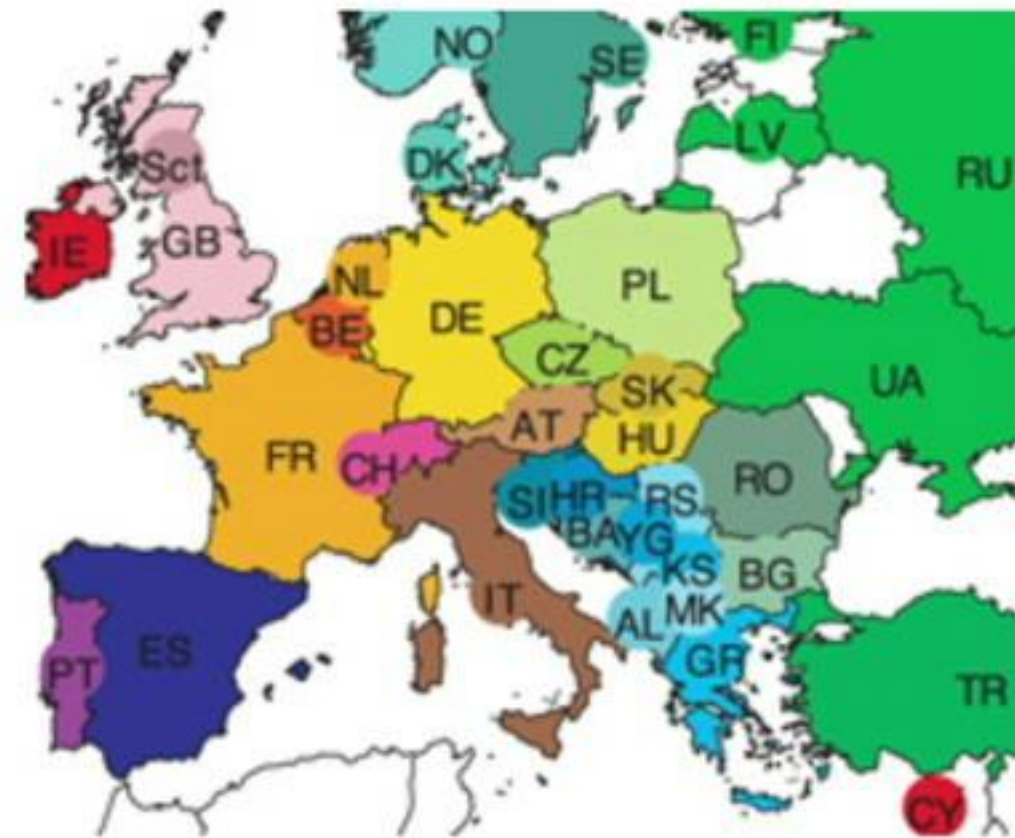 NO
SE
FI
LV
RU
Sct
DK
IE
GB
NL
BE
DE
PL
CZ
SK
UA
AT
HU
FR
CH
SI
HR
RS
RO
BA
YG
KS
BG
IT
AL
MK
GR
PT
ES
TR
CY